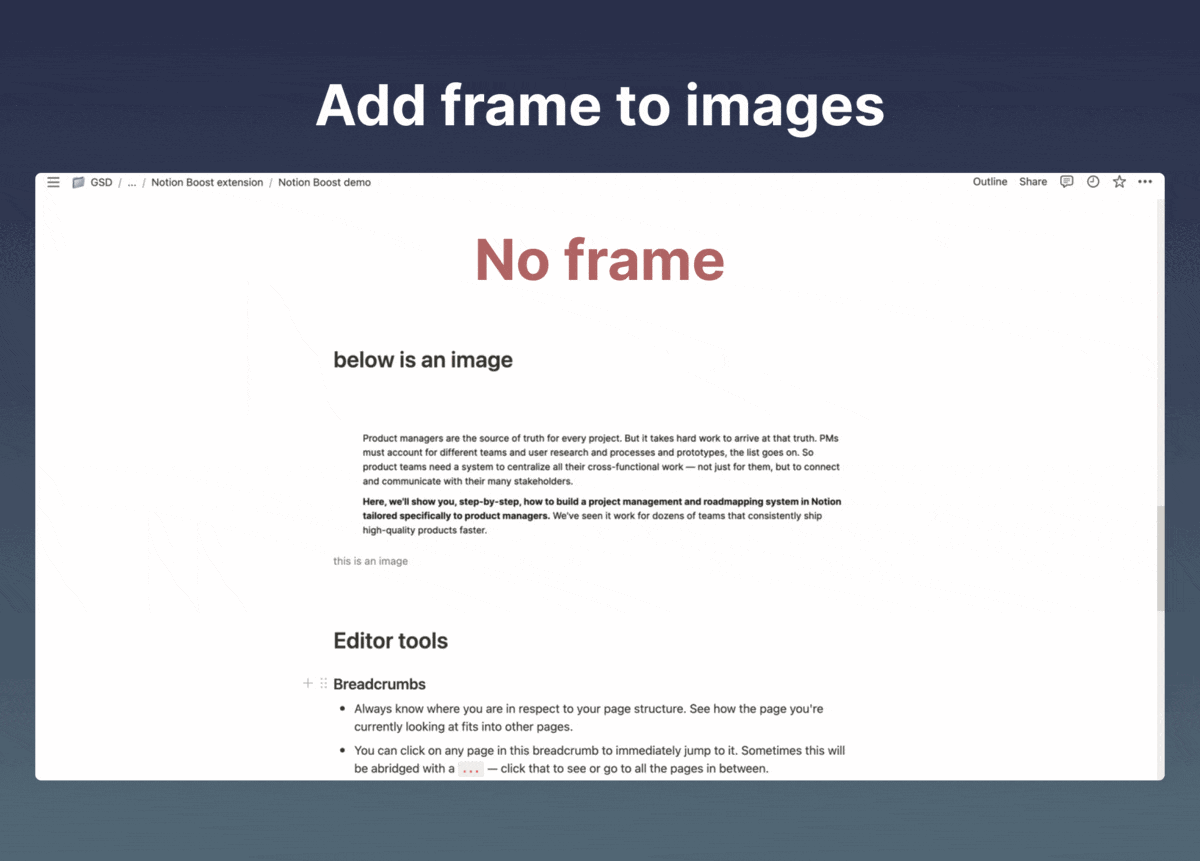 Add frame to images
GSD / ... / Notion Boost extension / Notion Boost demo
Outline Share
No frame
below is an image
Product managers are the source of truth for every project. But it takes hard work to arrive at that truth. PMs
must account for different teams and user research and processes and prototypes, the list goes on. So
product teams need a system to centralize all their cross-functional work — not just for them, but to connect
and communicate with their many stakeholders.
Here, we'll show you, step-by-step, how to build a project management and roadmapping system in Notion
tailored specifically to product managers. We've seen it work for dozens of teams that consistently ship
high-quality products faster.
this is an image
Editor tools
Breadcrumbs
• Always know where you are in respect to your page structure. See how the page you're
currently looking at fits into other pages.
• You can click on any page in this breadcrumb to immediately jump to it. Sometimes this will
be abridged with a ... — click that to see or go to all the pages in between.